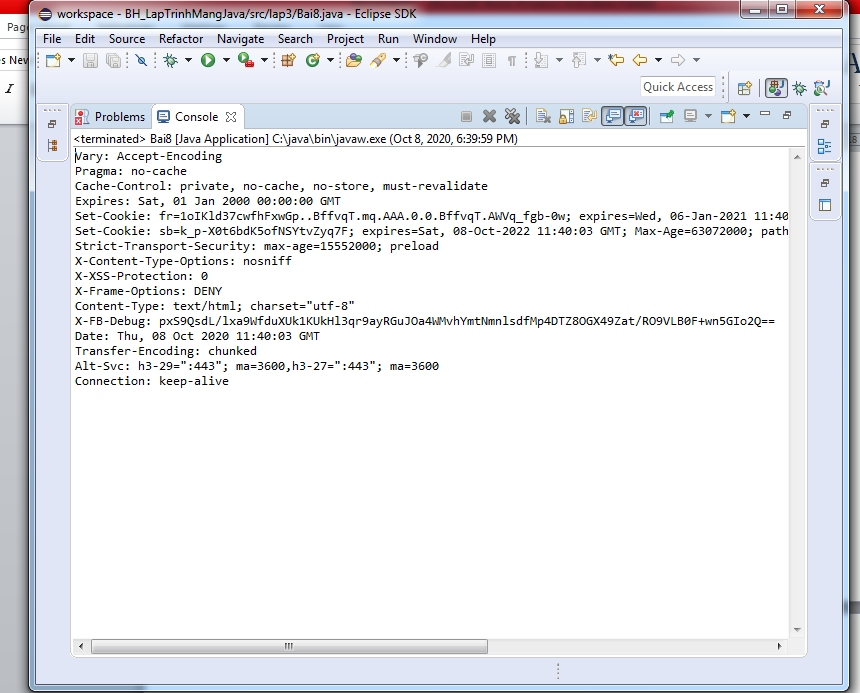 workspace - BH_LapTrinhMangJava/src/lap3/Bai8.java - Eclipse SDK
File Edit Source Refactor Navigate Search Project Run Window Help
Pag
s New
Quick Access
I
A
Problems Console
<terminated> Bai8 [Java Application] C:\java\bin\javaw.exe (Oct 8, 2020, 6:39:59 PM)
Vary: Accept-Encoding
Pragma: no-cache
Cache-Control: private, no-cache, no-store, must-revalidate
Expires: Sat, 01 Jan 2000 00:00:00 GMT
Set-Cookie: fr=1oIKld37cwfhFxwGp..BffvqT.mq.AAA.0.0.BffvqT.AWVq_fgb-0w; expires=Wed, 06-Jan-2021 11:40
Set-Cookie: sb=k_p-X0t6bdK5ofNSYtvZyq7F; expires=Sat, 08-Oct-2022 11:40:03 GMT; Max-Age=63072000; path
Strict-Transport-Security: max-age=15552000; preload
X-Content-Type-Options: nosniff
X-XSS-Protection: 0
X-Frame-Options: DENY
Content-Type: text/html; charset="utf-8"
X-FB-Debug: pxS9QsdL/lxa9WfduXUk1KUkHl3qr9ayRGuJOa4WMvhYmtNmnlsdfMp4DTZ8OGX49Zat/RO9VLB0F+wn5GIo2Q==
Date: Thu, 08 Oct 2020 11:40:03 GMT
Transfer-Encoding: chunked
Alt-Svc: h3-29=":443"; ma=3600,h3-27=":443"; ma=3600
Connection: keep-alive